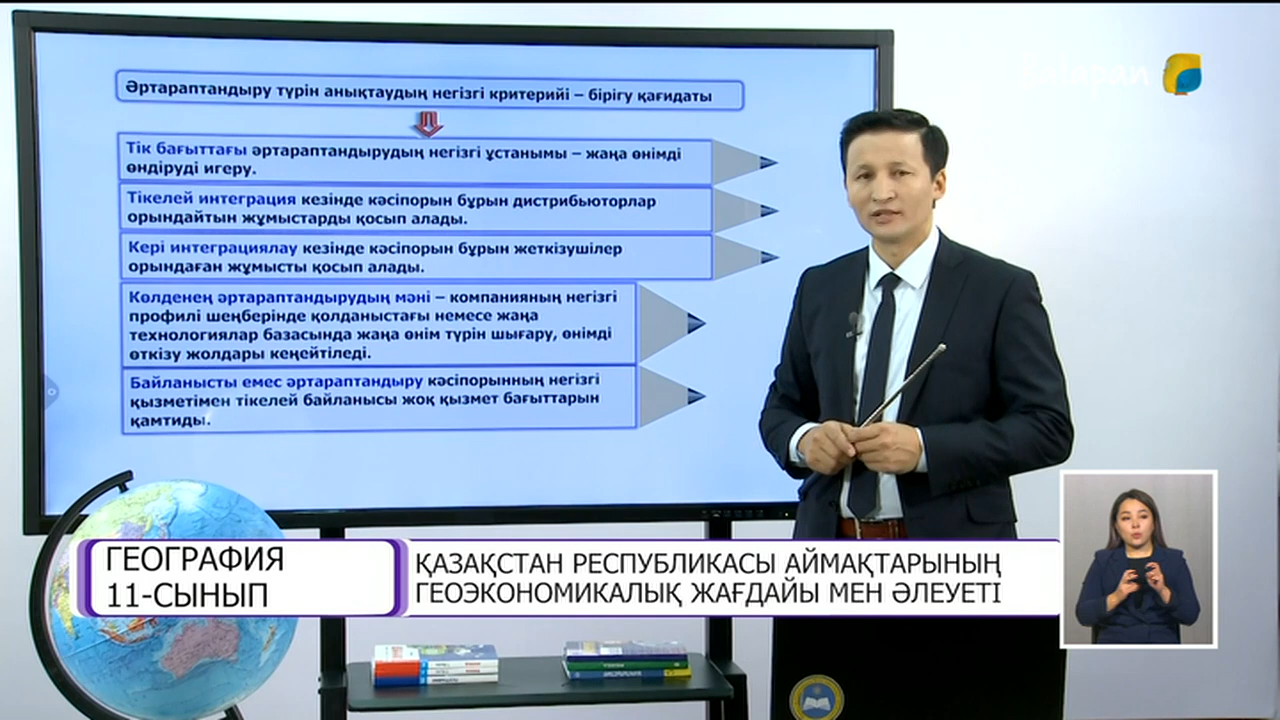 Balapan
Әртараптандыру түрін анықтаудың негізгі критерийі – бірігу қағидаты
Тік бағыттағы әртараптандырудың негізгі ұстанымы – жаңа өнімді
өндіруді игеру.
Тікелей интеграция кезінде кәсіпорын бұрын дистрибьюторлар
орындайтын жұмыстарды қосып алады.
Кері интеграциялау кезінде кәсіпорын бұрын жеткізушілер
орындаған жұмысты қосып алады.
Көлденең әртараптандырудың мәні – компанияның негізгі
профилі шеңберінде қолданыстағы немесе жаңа
технологиялар базасында жаңа өнім түрін шығару, өнімді
өткізу жолдары кеңейтіледі.
Байланысты емес әртараптандыру кәсіпорынның негізгі
қызметімен тікелей байланысы жоқ қызмет бағыттарын
қамтиды.
ГЕОГРАФИЯ
11-СЫНЫП
ҚАЗАҚСТАН РЕСПУБЛИКАСЫ АЙМАҚТАРЫНЫҢ
ГЕОЭКОНОМИКАЛЫҚ ЖАҒДАЙЫ МЕН ӘЛЕУЕТІ